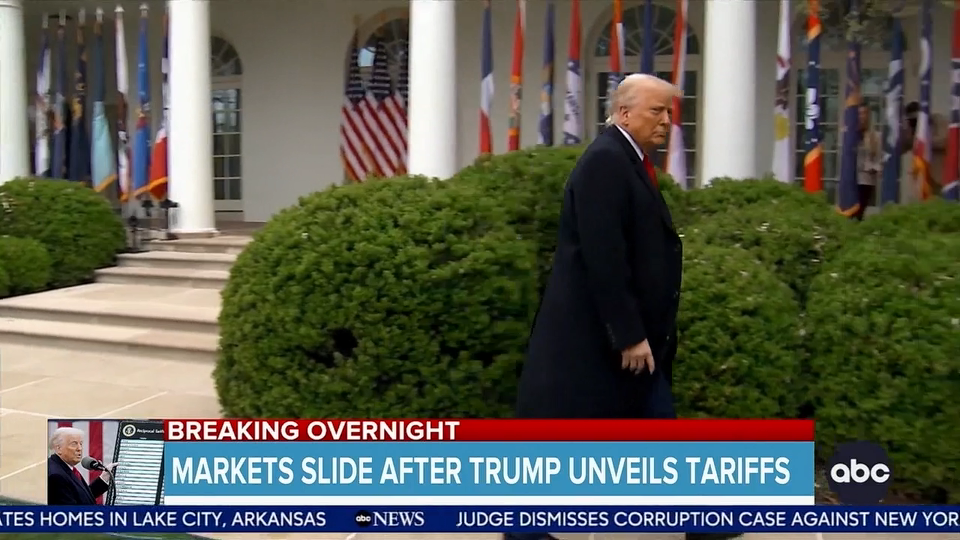 BREAKING OVERNIGHT
MARKETS SLIDE AFTER TRUMP UNVEILS TARIFFS
abc
ATES HOMES IN LAKE CITY, ARKANSAS abc NEWS JUDGE DISMISSES CORRUPTION CASE AGAINST NEW YOR